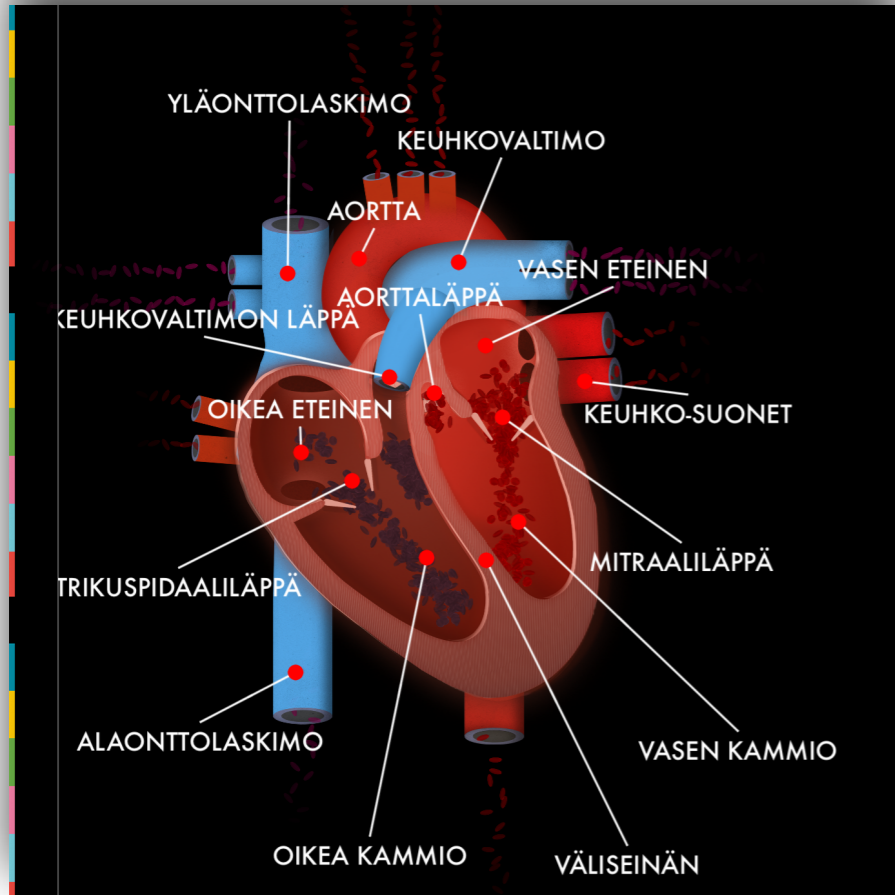 YLÄONTTOLASKIMO
KEUHKOVALTIMO
AORTTA
VASEN ETEINEN
AORTTALÄPPÄ
KEUHKOVALTIMON LÄPPÄ
OIKEA ETEINEN
KEUHKO-SUONET
MITRAALILÄPPÄ
TRIKUSPIDAALILÄPPÄ
ALAONTTOLASKIMO
VASEN KAMMIO
OIKEA KAMMIO
VÄLISEINÄN